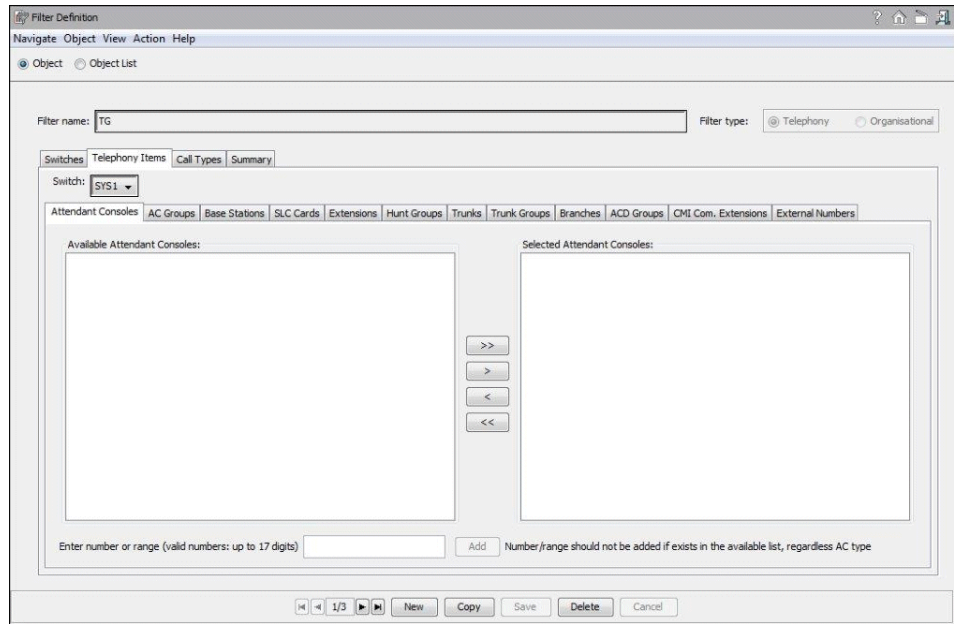 Filter Definition
Navigate Object View Action Help
Object Object List
Filter name: TG Filter type: Telephony Organisational
Switches Telephony Items Call Types Summary
Switch: SYS1
Attendant Consoles AC Groups Base Stations SLC Cards Extensions Hunt Groups Trunks Trunk Groups Branches ACD Groups CMI Com. Extensions External Numbers
Available Attendant Consoles: Selected Attendant Consoles:
>>
>
<
<<
Enter number or range (valid numbers: up to 17 digits) Add Number/range should not be added if exists in the available list, regardless AC type
1/3 New Copy Save Delete Cancel